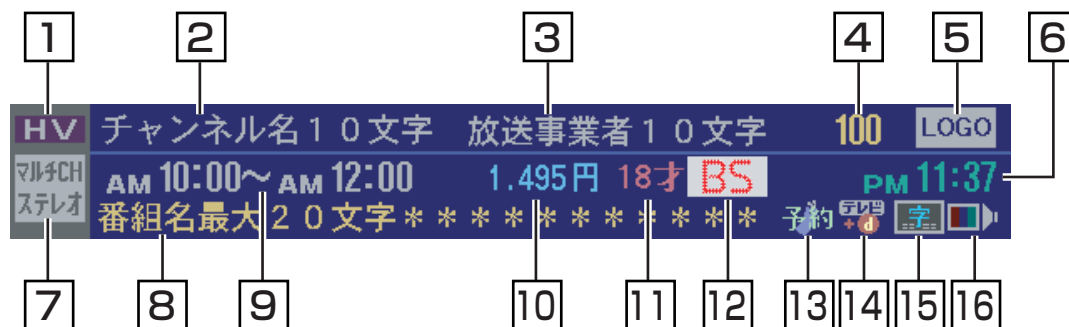 1 2 3 4 5 6
HV チャンネル名10文字 放送事業者10文字 100 LOGO
マルチCH AM 10:00〜 AM 12:00 1.495円 18才 BS PM 11:37
ステレオ 番組名最大20文字************ 予約 テレビ+d 字
7 8 9 10 11 12 13 14 15 16